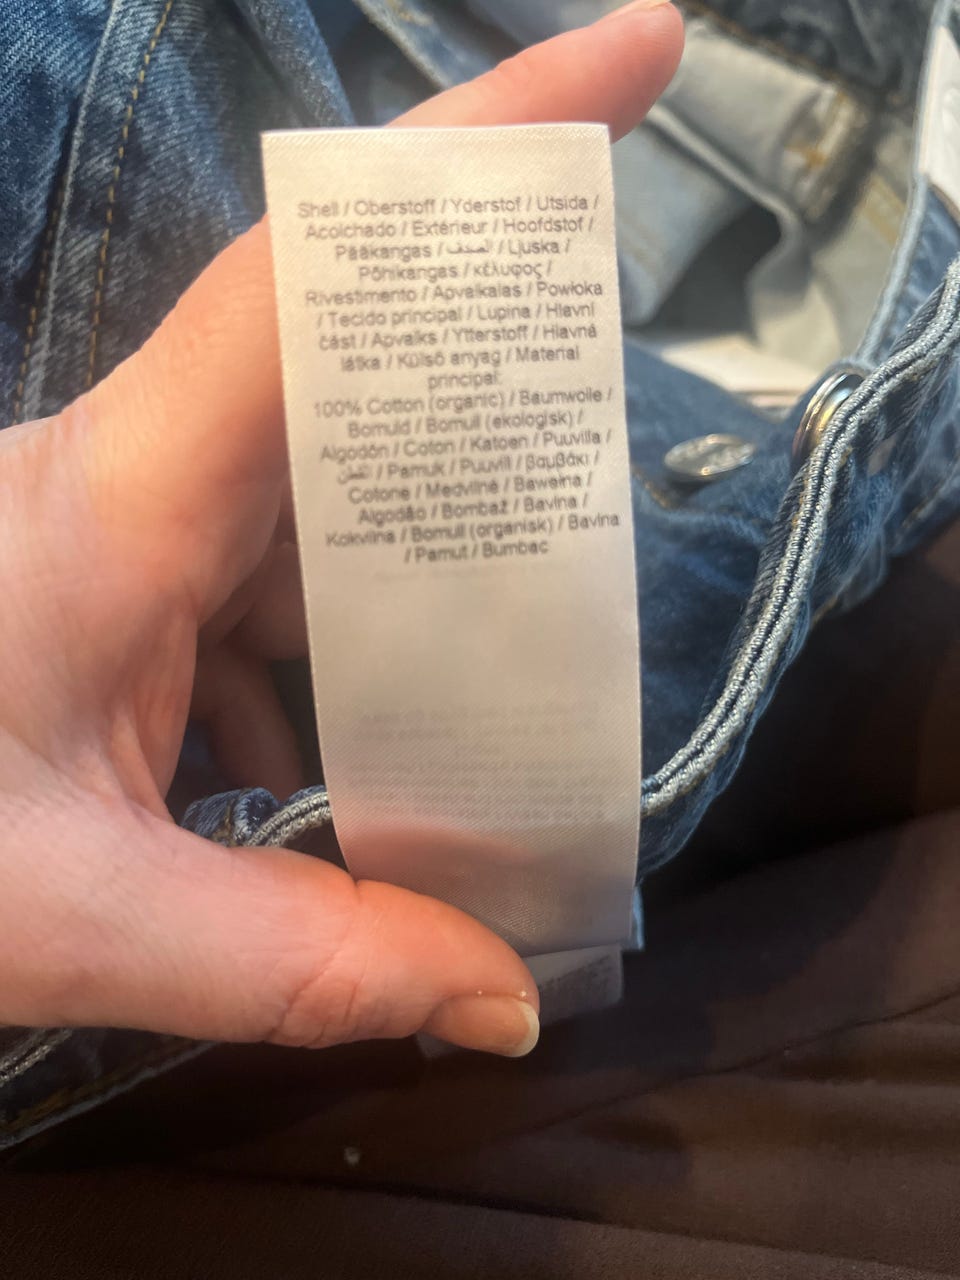 Shell / Oberstoff / Yderstof / Utsida /
Acolchado / Extérieur / Hoofdstof /
Pääkangas / الصدف / Ljuska /
Põhikangas / κέλυφος /
Rivestimento / Apvalkalas / Powłoka
/ Tecido principal / Lupina / Hlavní
část / Apvalks / Ytterstoff / Hlavná
látka / Külső anyag / Material
principal:
100% Cotton (organic) / Baumwolle /
Bomuld / Bomull (ekologisk) /
Algodón / Coton / Katoen / Puuvilla /
القطن / Pamuk / Puuvill / βαμβάκι /
Cotone / Medvilnė / Bawełna /
Algodão / Bombaž / Bavlna /
Kokvilna / Bomull (organisk) / Bavlna
/ Pamut / Bumbac